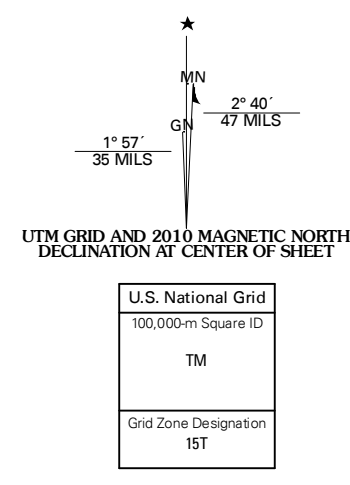 MN
2° 40´
47 MILS
GN
1° 57´
35 MILS
UTM GRID AND 2010 MAGNETIC NORTH
DECLINATION AT CENTER OF SHEET
U.S. National Grid
100,000-m Square ID
TM
Grid Zone Designation
15T